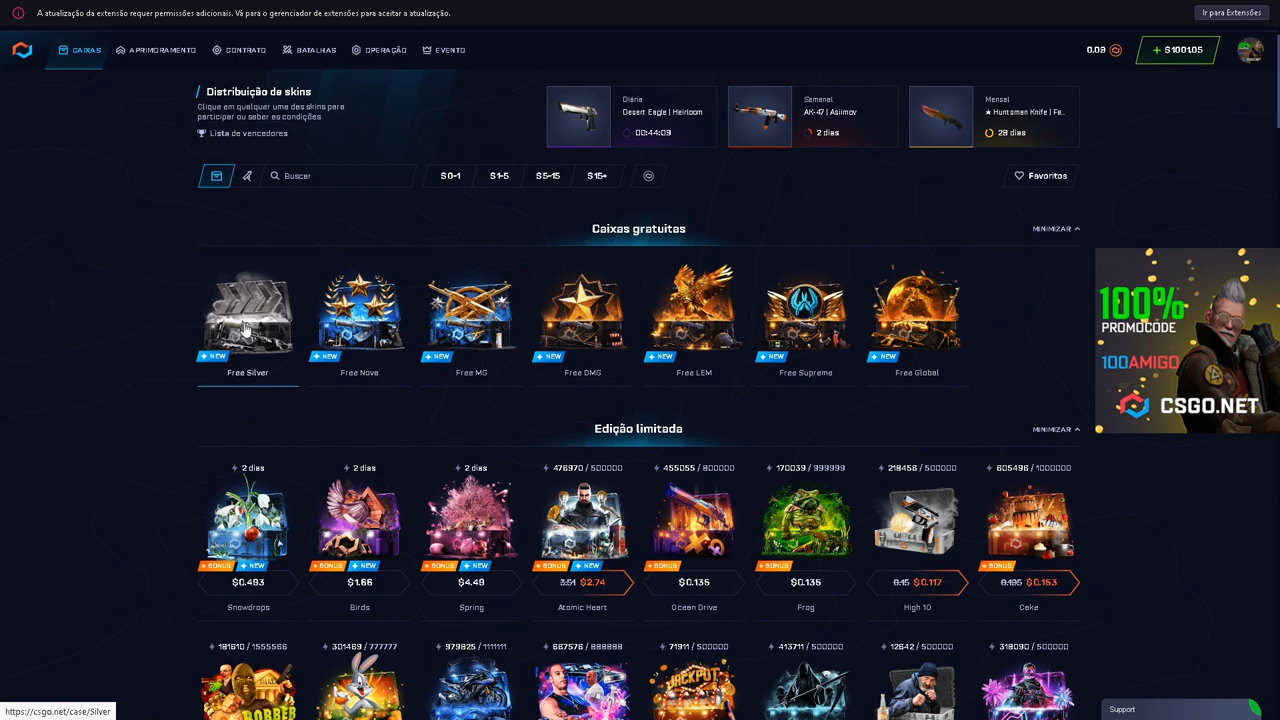 A atualização da extensão requer permissões adicionais. Vá para o gerenciador de extensões para aceitar a atualização.
Ir para Extensões
CAIXAS
APRIMORAMENTO
CONTRATO
BATALHAS
OPERAÇÃO
EVENTO
0.09
+ $1001.05
Distribuição de skins
Clique em qualquer uma das skins para
participar ou saber as condições
Lista de vencedores
Diária
Desert Eagle | Heirloom
00:44:09
Semanal
AK-47 | Asiimov
2 dias
Mensal
★ Huntsman Knife | Fa..
28 dias
Buscar
$0-1
$1-5
$5-15
$15+
Favoritos
Caixas gratuitas
MINIMIZAR
NEW
NEW
NEW
NEW
NEW
NEW
NEW
Free Silver
Free Nova
Free MG
Free DMG
Free LEM
Free Supreme
Free Global
100%
PROMOCODE
100AMIGO
CSGO.NET
Edição limitada
MINIMIZAR
2 dias
2 dias
2 dias
476970 / 500000
455055 / 800000
170039 / 999999
218456 / 500000
605496 / 1000000
+ BONUS NEW
+ BONUS NEW
+ BONUS NEW
+ BONUS NEW
+ BONUS
+ BONUS
+ BONUS
$0.493
$1.66
$4.49
3.51 $2.74
$0.135
$0.135
0.15 $0.117
0.185 $0.153
Snowdrops
Birds
Spring
Atomic Heart
Ocean Drive
Frog
High 10
Cake
181610 / 1555566
301469 / 777777
979825 / 1111111
667576 / 888888
71911 / 500000
413711 / 500000
12642 / 500000
318090 / 500000
BANK
ROBBER
JACKPOT
https://csgo.net/case/Silver
Support